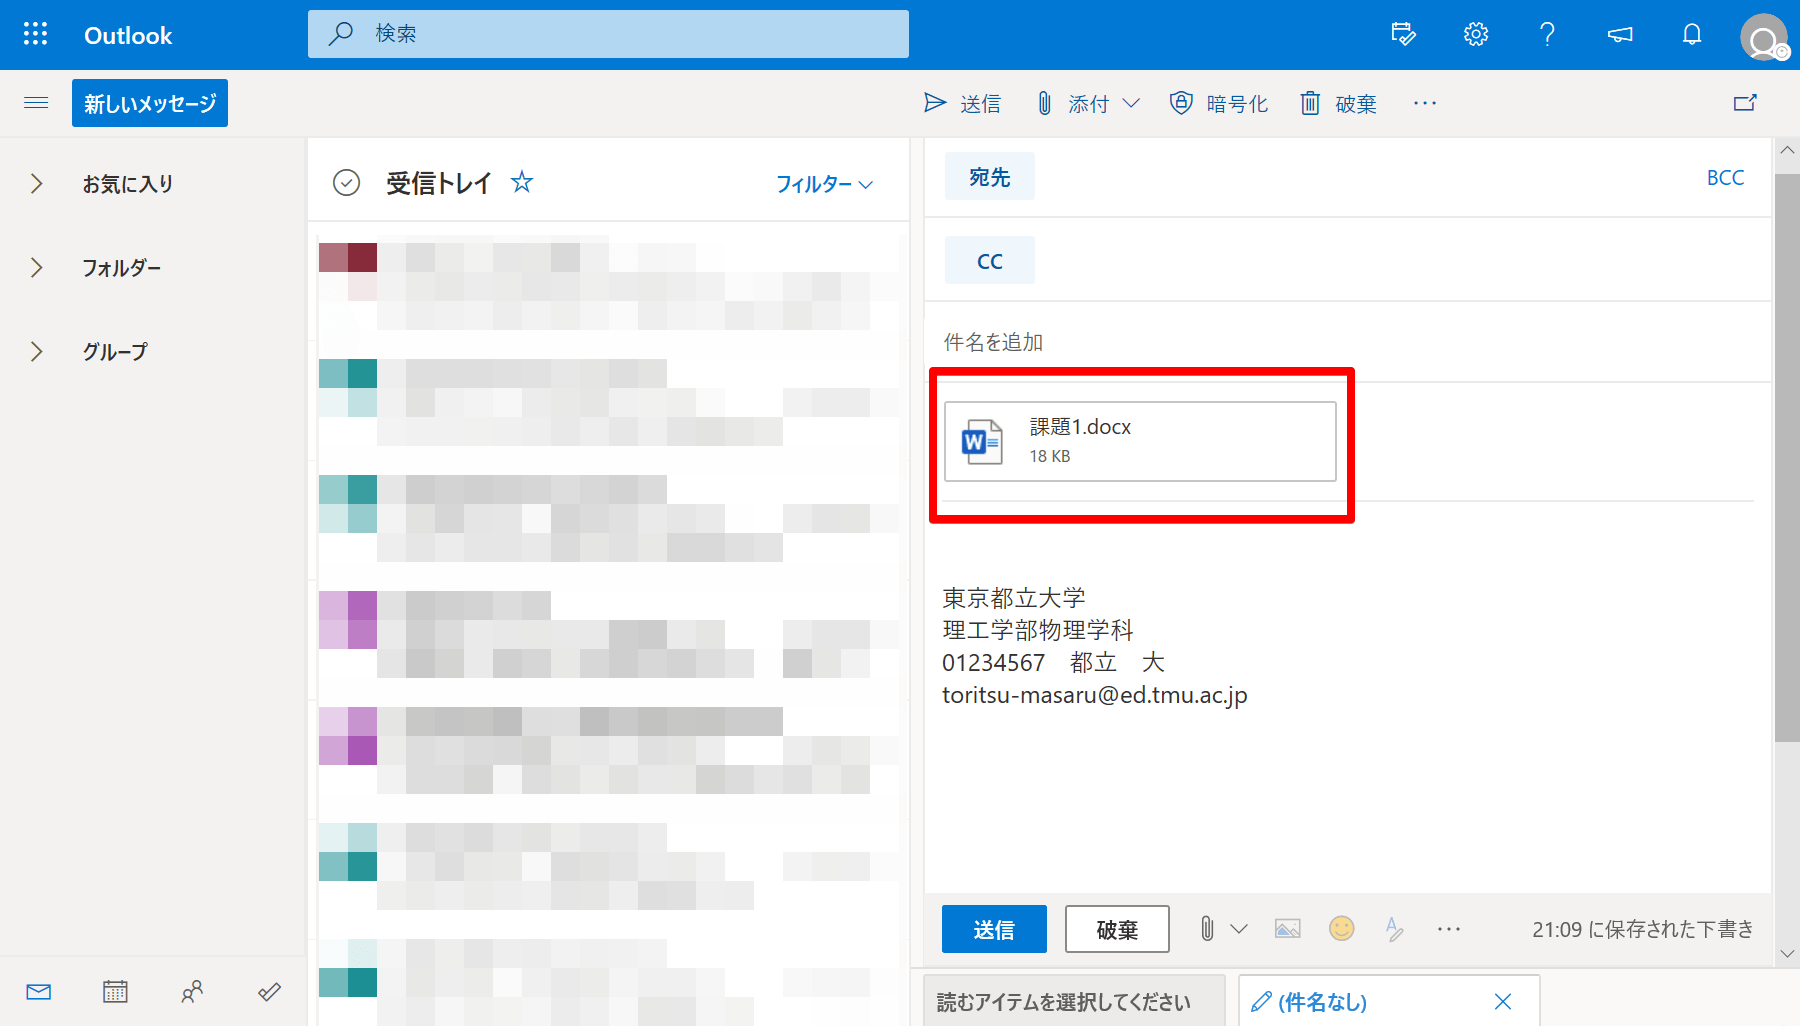 Outlook
検索
新しいメッセージ
送信
添付
暗号化
破棄
お気に入り
フォルダー
グループ
受信トレイ
フィルター
宛先
BCC
CC
件名を追加
W
課題1.docx
18 KB
東京都立大学
理工学部物理学科
01234567　都立　大
toritsu-masaru@ed.tmu.ac.jp
送信
破棄
21:09 に保存された下書き
読むアイテムを選択してください
(件名なし)